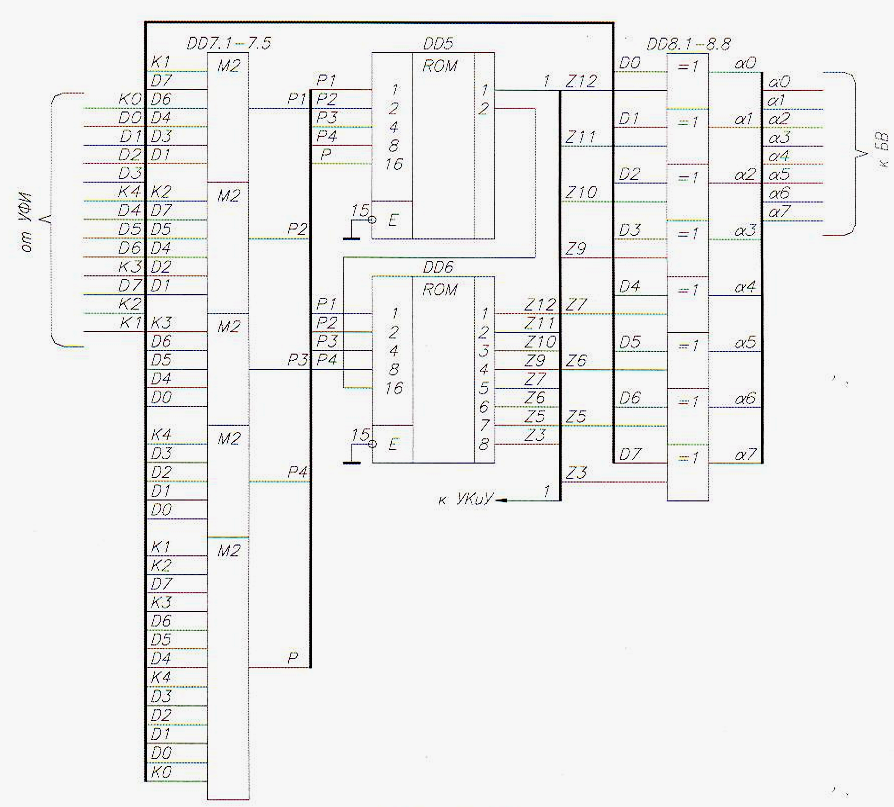 DD7.1-7.5
DD5
DD8.1-8.8
от УФИ
K0
D0
D1
D2
D3
K4
D4
D5
D6
K3
D7
K2
K1
K1
D7
D6
D4
D3
D1
M2
P1
K2
D7
D5
D4
D2
D1
M2
P2
K3
D6
D5
D4
D0
M2
P3
K4
D3
D2
D1
D0
M2
P4
K1
K2
D7
K3
D6
D5
D4
K4
D3
D2
D1
D0
K0
M2
P
P1
P2
P3
P4
P
ROM
1
2
4
8
16
15
E
1
2
DD6
P1
P2
P3
P4
ROM
1
2
4
8
16
15
E
1
2
3
4
5
6
7
8
Z12
Z11
Z10
Z9
Z7
Z6
Z5
Z3
1
к УКиУ
1
Z12
Z11
Z10
Z9
Z7
Z6
Z5
Z3
D0
D1
D2
D3
D4
D5
D6
D7
=1
=1
=1
=1
=1
=1
=1
=1
α0
α1
α2
α3
α4
α5
α6
α7
α0
α1
α2
α3
α4
α5
α6
α7
к БВ